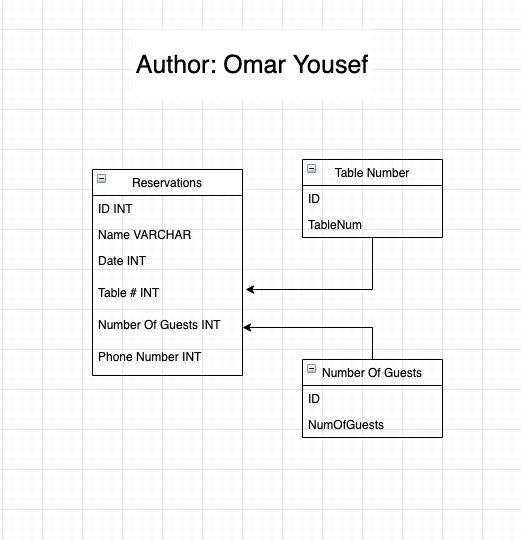 Author: Omar Yousef
Reservations
ID INT
Name VARCHAR
Date INT
Table # INT
Number Of Guests INT
Phone Number INT
Table Number
ID
TableNum
Number Of Guests
ID
NumOfGuests